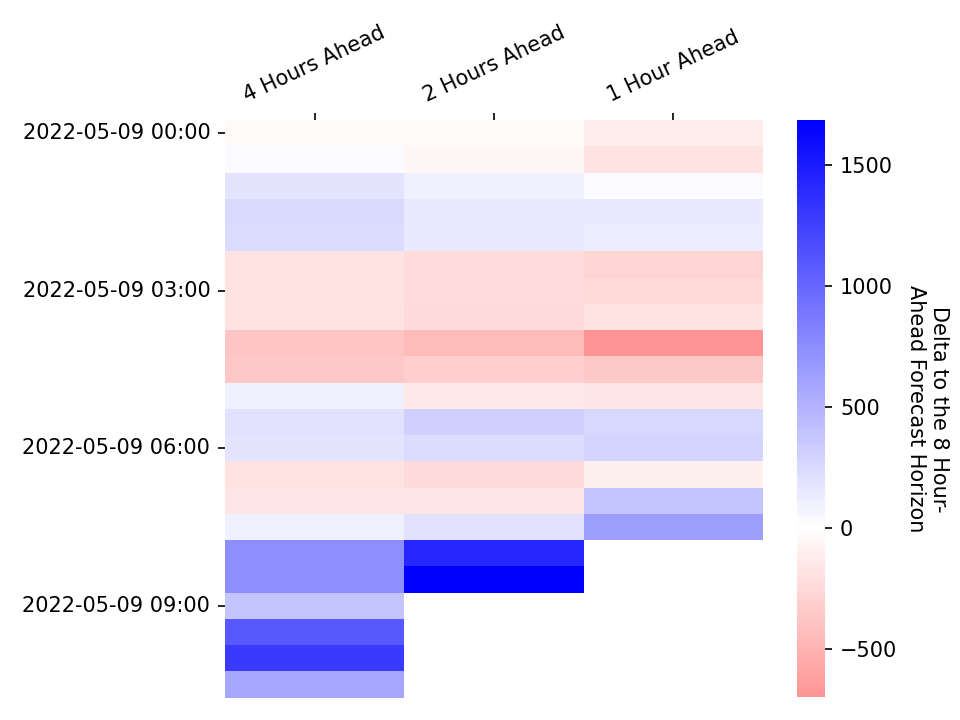 4 Hours Ahead
2 Hours Ahead
1 Hour Ahead
2022-05-09 00:00
2022-05-09 03:00
2022-05-09 06:00
2022-05-09 09:00
1500
1000
500
0
−500
Delta to the 8 Hour-
Ahead Forecast Horizon